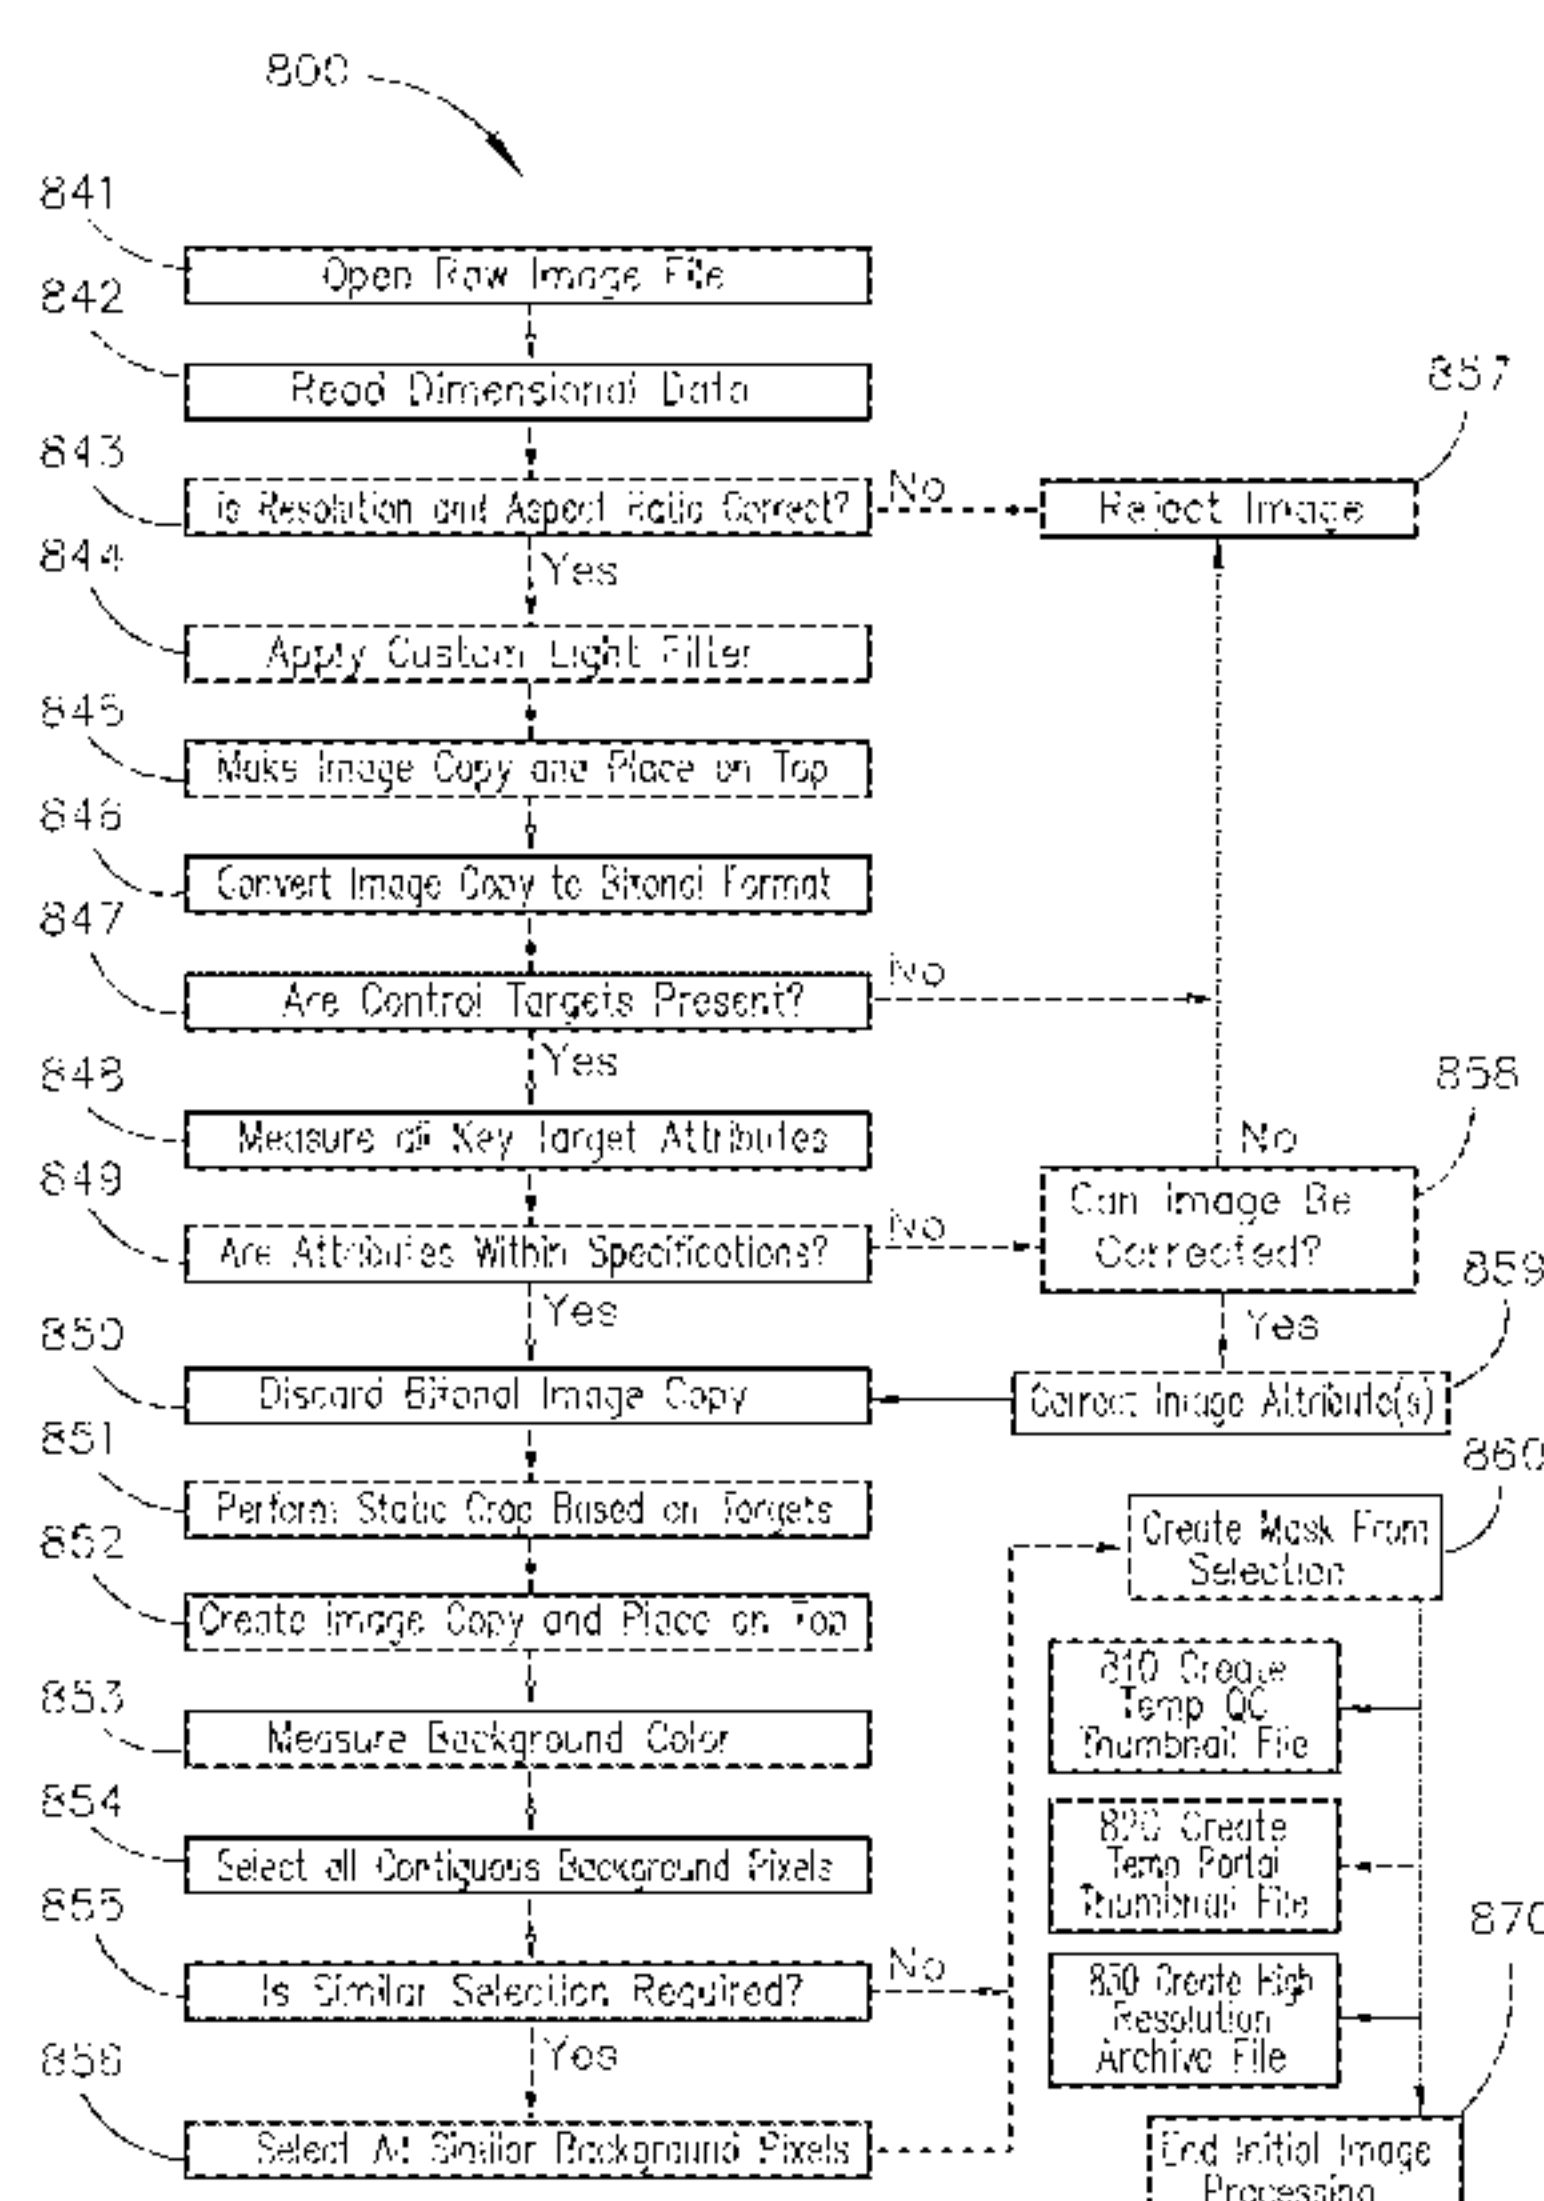 800
841
Open Raw Image File
842
Read Dimensional Data
843
Is Resolution and Aspect Ratio Correct?
No
857
Reject Image
Yes
844
Apply Custom Light Filter
845
Make Image Copy and Place on Top
846
Convert Image Copy to Bitonal Format
847
Are Control Targets Present?
No
Yes
848
Measure all Key Target Attributes
849
Are Attributes Within Specifications?
No
858
No
Can Image Be
Corrected?
Yes
Yes
859
850
Discard Bitonal Image Copy
Correct Image Attribute(s)
851
Perform Static Crop Based on Targets
860
Create Mask From
Selection
852
Create Image Copy and Place on Top
810 Create
Temp QC
Thumbnail File
853
Measure Background Color
854
Select all Contiguous Background Pixels
820 Create
Temp Portal
Thumbnail File
855
Is Similar Selection Required?
No
Yes
830 Create High
Resolution
Archive File
870
856
Select All Similar Background Pixels
End Initial Image
Processing